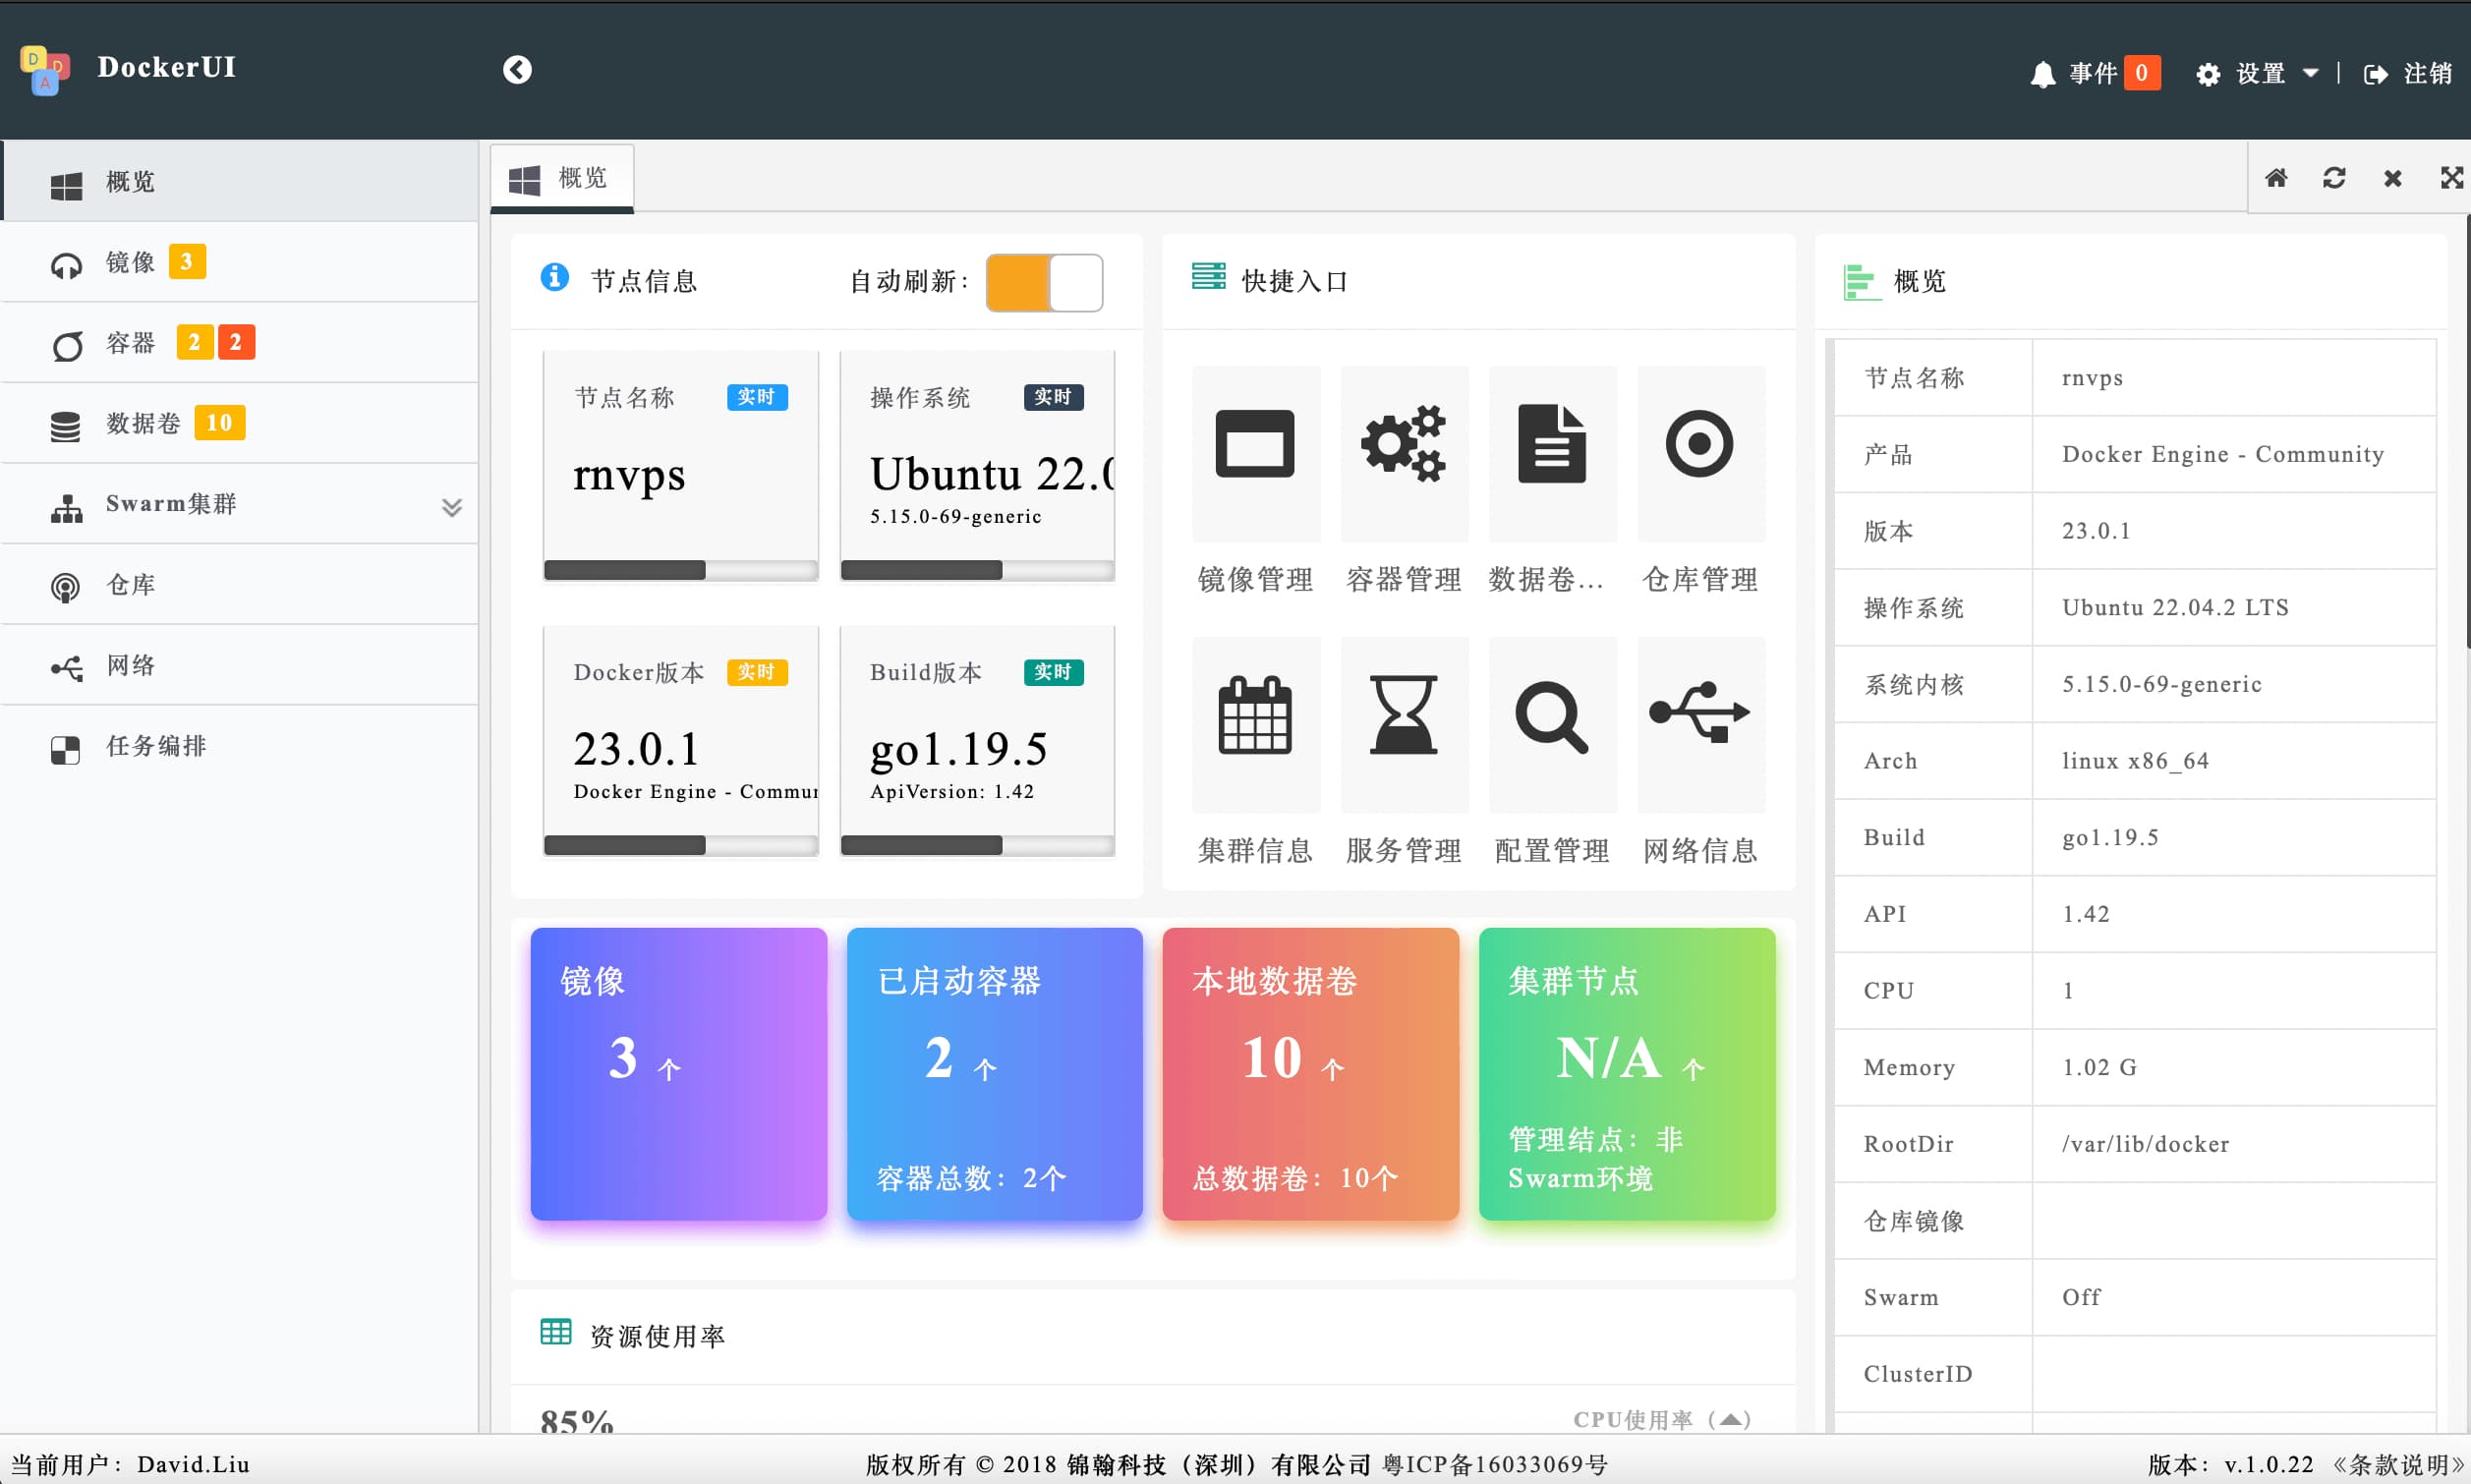 DockerUI
事件 0 设置 注销
概览
镜像 3
容器 2 2
数据卷 10
Swarm集群
仓库
网络
任务编排
概览
节点信息 自动刷新：
节点名称 实时
rnvps
操作系统 实时
Ubuntu 22.0
5.15.0-69-generic
Docker版本 实时
23.0.1
Docker Engine - Commun
Build版本 实时
go1.19.5
ApiVersion: 1.42
快捷入口
镜像管理 容器管理 数据卷... 仓库管理
集群信息 服务管理 配置管理 网络信息
镜像
3 个
已启动容器
2 个
容器总数：2个
本地数据卷
10 个
总数据卷：10个
集群节点
N/A 个
管理结点：非
Swarm环境
资源使用率
85%
CPU使用率（ ）
概览
节点名称 rnvps
产品 Docker Engine - Community
版本 23.0.1
操作系统 Ubuntu 22.04.2 LTS
系统内核 5.15.0-69-generic
Arch linux x86_64
Build go1.19.5
API 1.42
CPU 1
Memory 1.02 G
RootDir /var/lib/docker
仓库镜像
Swarm Off
ClusterID
当前用户：David.Liu
版权所有 © 2018 锦翰科技（深圳）有限公司 粤ICP备16033069号
版本：v.1.0.22 《条款说明》